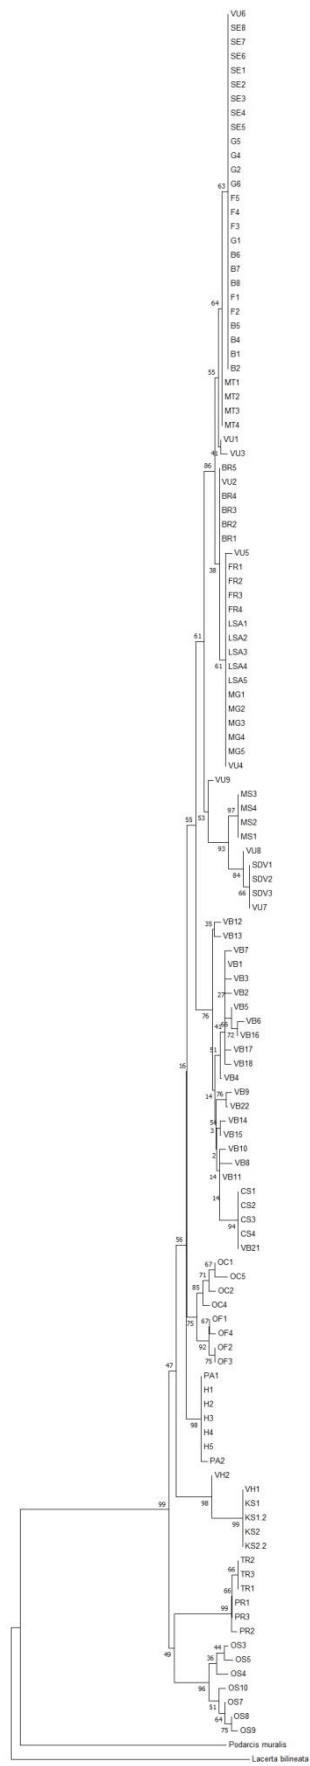 VU6
SE8
SE7
SE6
SE1
SE2
SE3
SE4
SE5
G5
G4
G2
63
G6
F5
F4
F3
G1
B6
B7
B8
64
F1
F2
B5
B4
B1
55
B2
MT1
MT2
MT3
MT4
VU1
41
VU3
86
BR5
VU2
BR4
BR3
BR2
BR1
VU5
38
FR1
FR2
FR3
FR4
LSA1
61
LSA2
LSA3
61
LSA4
LSA5
MG1
MG2
MG3
MG4
MG5
VU4
VU9
MS3
97
MS4
55
53
MS2
MS1
93
VU8
SDV1
84
SDV2
66
SDV3
VU7
35
VB12
VB13
VB7
VB1
VB3
27
VB2
76
VB5
VB6
41
65
72
VB16
VB17
51
VB18
16
VB4
76
VB9
14
VB22
56
VB14
3
VB15
VB10
2
VB8
14
VB11
14
CS1
CS2
CS3
94
CS4
56
VB21
67
OC1
71
OC5
85
OC2
OC4
75
67
OF1
OF4
92
OF2
75
OF3
47
PA1
H1
H2
H3
98
H4
H5
PA2
VH2
98
VH1
99
KS1
KS1.2
99
KS2
KS2.2
TR2
66
TR3
66
TR1
99
PR1
PR3
PR2
44
OS3
49
36
OS5
OS4
96
OS10
51
OS7
64
OS8
75
OS9
Podarcis muralis
Lacerta bilineata